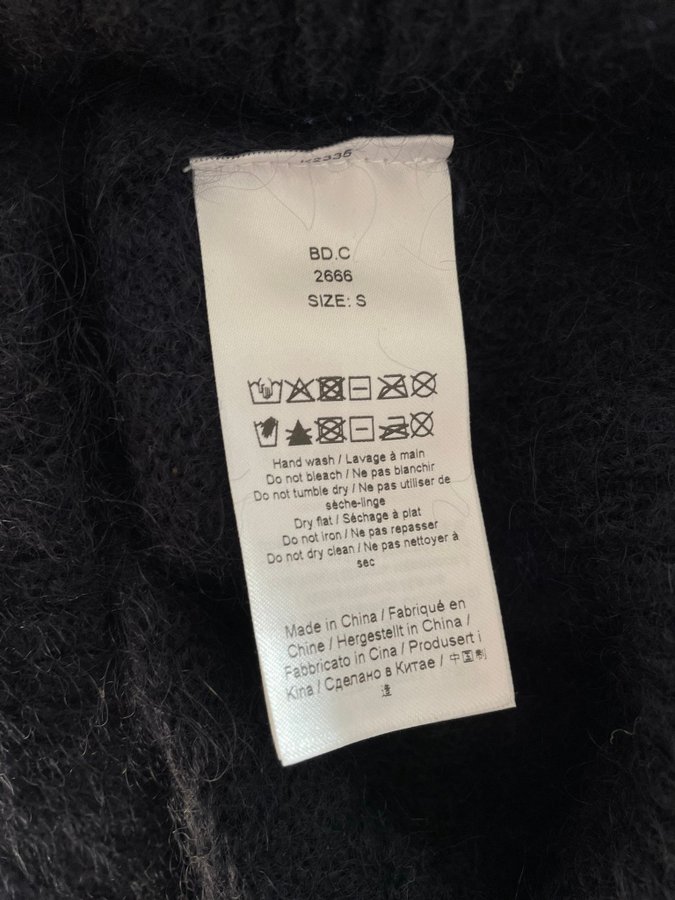 BD.C
2666
SIZE: S
Hand wash / Lavage à main
Do not bleach / Ne pas blanchir
Do not tumble dry / Ne pas utiliser de
sèche-linge
Dry flat / Séchage à plat
Do not iron / Ne pas repasser
Do not dry clean / Ne pas nettoyer à
sec
Made in China / Fabriqué en
Chine / Hergestellt in China /
Fabbricato in Cina / Produsert i
Kina / Сделано в Китае / 中国制
造